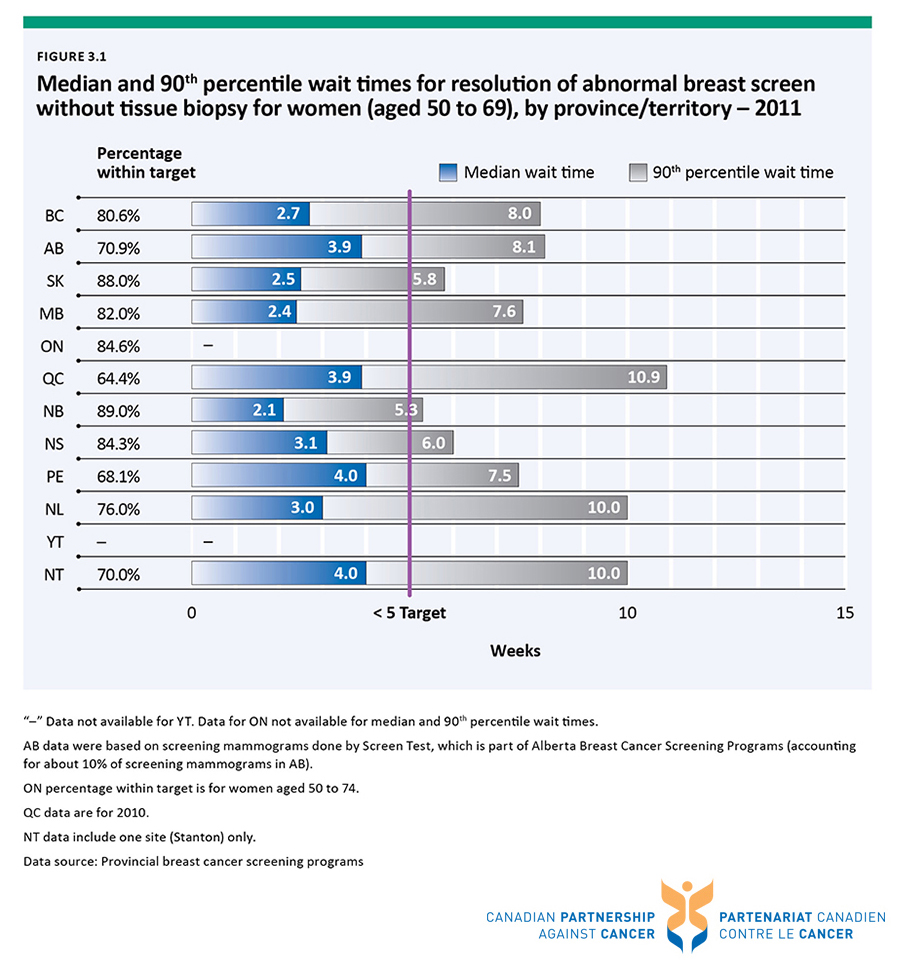 FIGURE 3.1
Median and 90th percentile wait times for resolution of abnormal breast screen
without tissue biopsy for women (aged 50 to 69), by province/territory – 2011
Percentage
within target
Median wait time
90th percentile wait time
BC 80.6% 2.7 8.0
AB 70.9% 3.9 8.1
SK 88.0% 2.5 5.8
MB 82.0% 2.4 7.6
ON 84.6% –
QC 64.4% 3.9 10.9
NB 89.0% 2.1 5.3
NS 84.3% 3.1 6.0
PE 68.1% 4.0 7.5
NL 76.0% 3.0 10.0
YT – –
NT 70.0% 4.0 10.0
0 < 5 Target 10 15
Weeks
“–” Data not available for YT. Data for ON not available for median and 90th percentile wait times.
AB data were based on screening mammograms done by Screen Test, which is part of Alberta Breast Cancer Screening Programs (accounting
for about 10% of screening mammograms in AB).
ON percentage within target is for women aged 50 to 74.
QC data are for 2010.
NT data include one site (Stanton) only.
Data source: Provincial breast cancer screening programs
CANADIAN PARTNERSHIP
AGAINST CANCER
PARTENARIAT CANADIEN
CONTRE LE CANCER